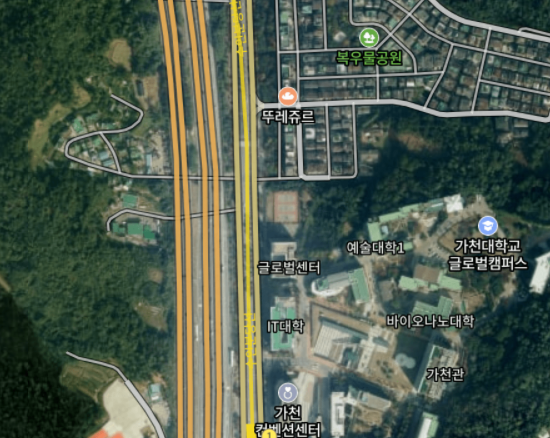 복우물공원
뚜레쥬르
예술대학1
가천대학교
글로벌캠퍼스
글로벌센터
IT대학
바이오나노대학
가천관
가천
컨벤션센터